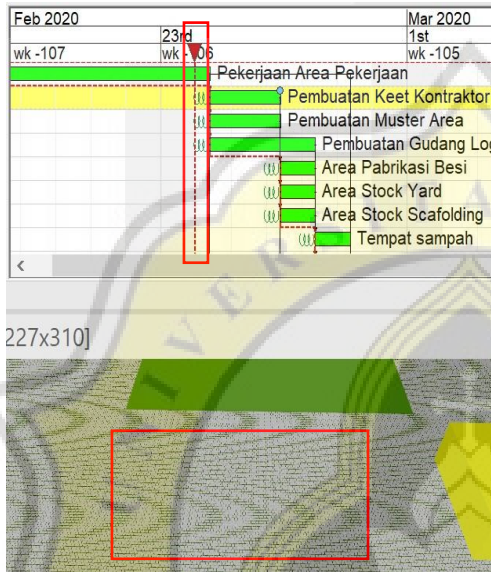 Feb 2020 Mar 2020
23rd 1st
wk -107 wk -106 wk -105
Pekerjaan Area Pekerjaan
Pembuatan Keet Kontraktor
Pembuatan Muster Area
Pembuatan Gudang Log
Area Pabrikasi Besi
Area Stock Yard
Area Stock Scafolding
Tempat sampah
227x310]